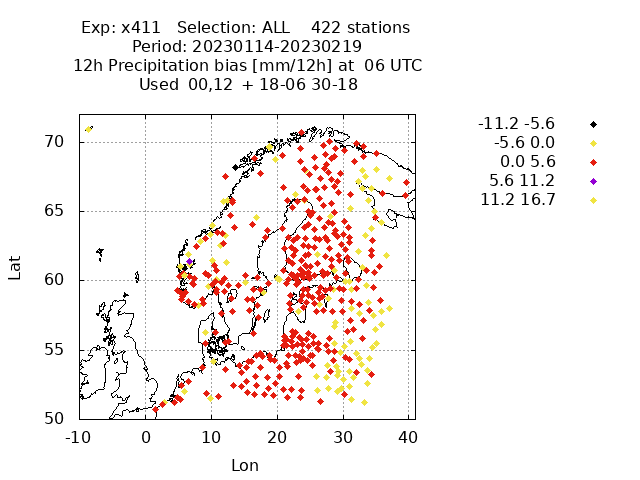 Exp: x411 Selection: ALL 422 stations
Period: 20230114-20230219
12h Precipitation bias [mm/12h] at 06 UTC
Used 00,12 + 18-06 30-18
-11.2 -5.6
-5.6 0.0
0.0 5.6
5.6 11.2
11.2 16.7
70
65
60
55
50
Lat
-10 0 10 20 30 40
Lon